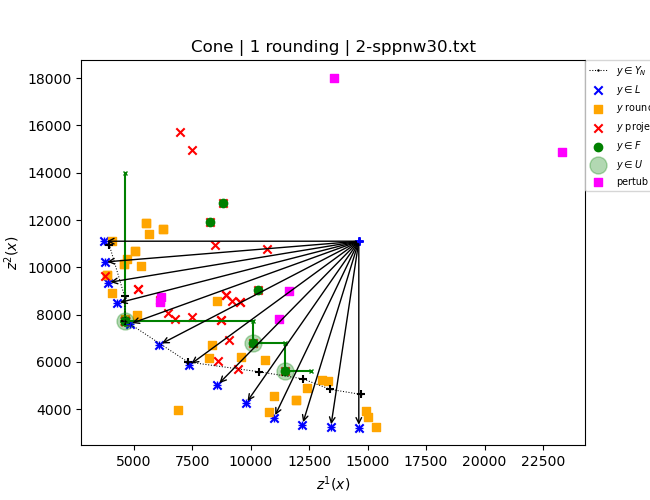 Cone | 1 rounding | 2-sppnw30.txt
z²(x)
18000
16000
14000
12000
10000
8000
6000
4000
5000 7500 10000 12500 15000 17500 20000 22500
z¹(x)
y ∈ Y_N
y ∈ L
y roun
y proje
y ∈ F
y ∈ U
pertub